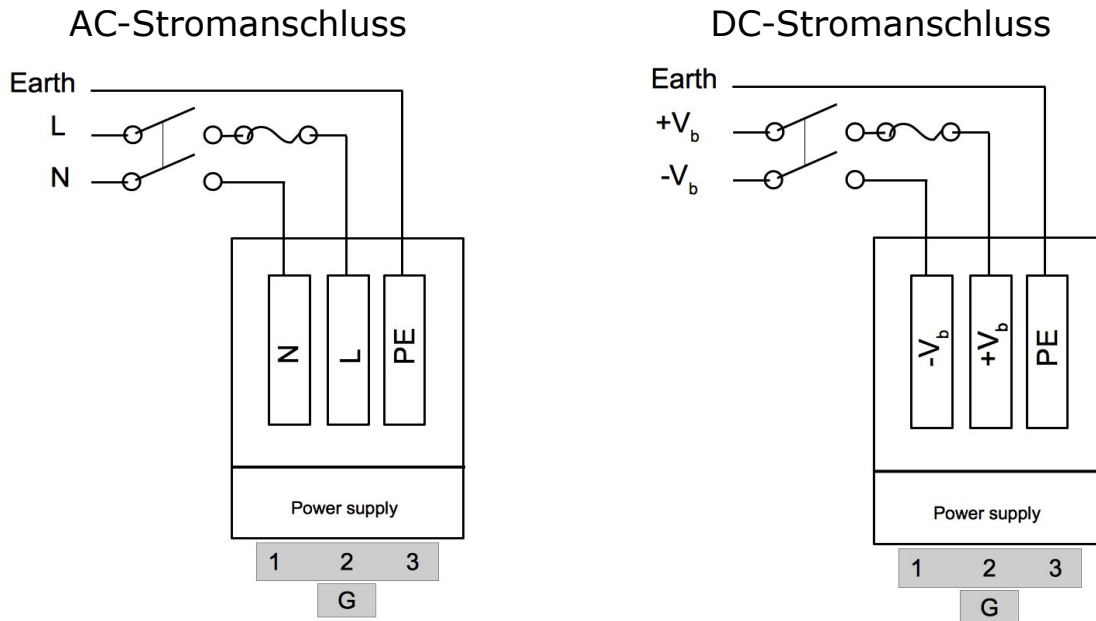 AC-Stromanschluss
Earth
L
N
N
L
PE
Power supply
1 2 3
G
DC-Stromanschluss
Earth
+Vb
-Vb
-Vb
+Vb
PE
Power supply
1 2 3
G